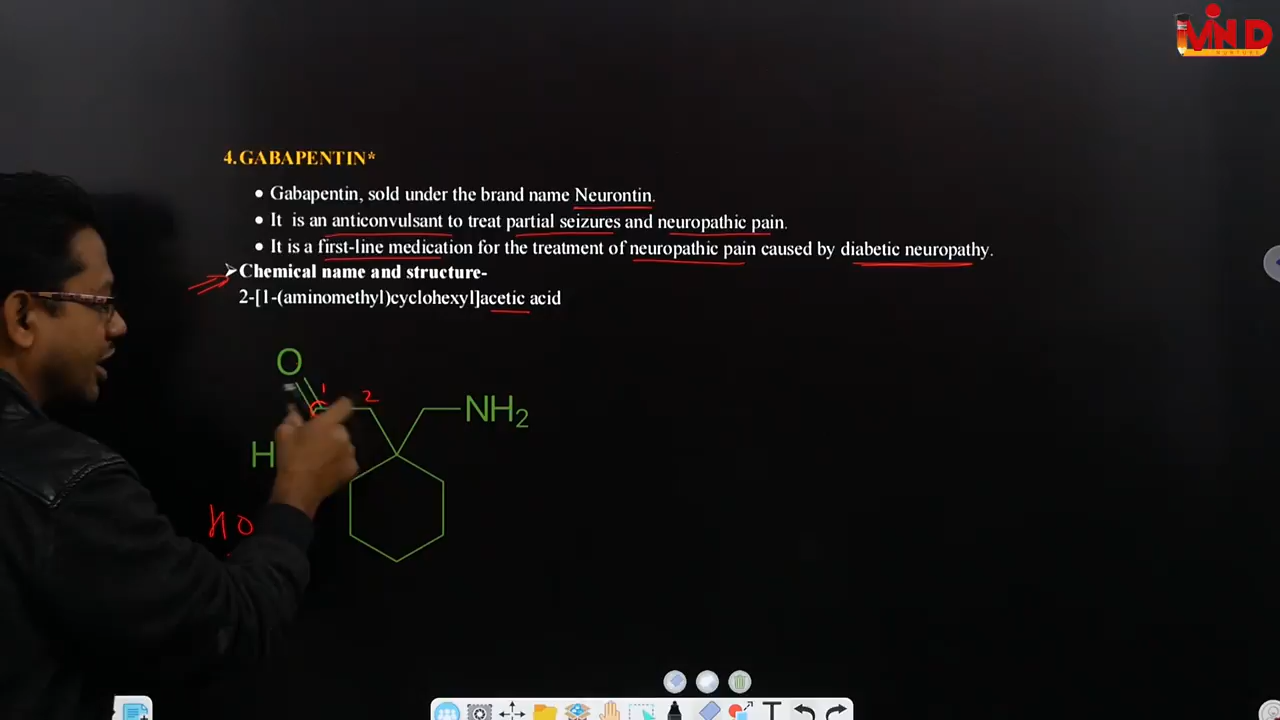 MIND
4.GABAPENTIN*
• Gabapentin, sold under the brand name Neurontin.
• It is an anticonvulsant to treat partial seizures and neuropathic pain.
• It is a first-line medication for the treatment of neuropathic pain caused by diabetic neuropathy.
➢Chemical name and structure-
2-[1-(aminomethyl)cyclohexyl]acetic acid
O
1
2
NH2
H
HO
T